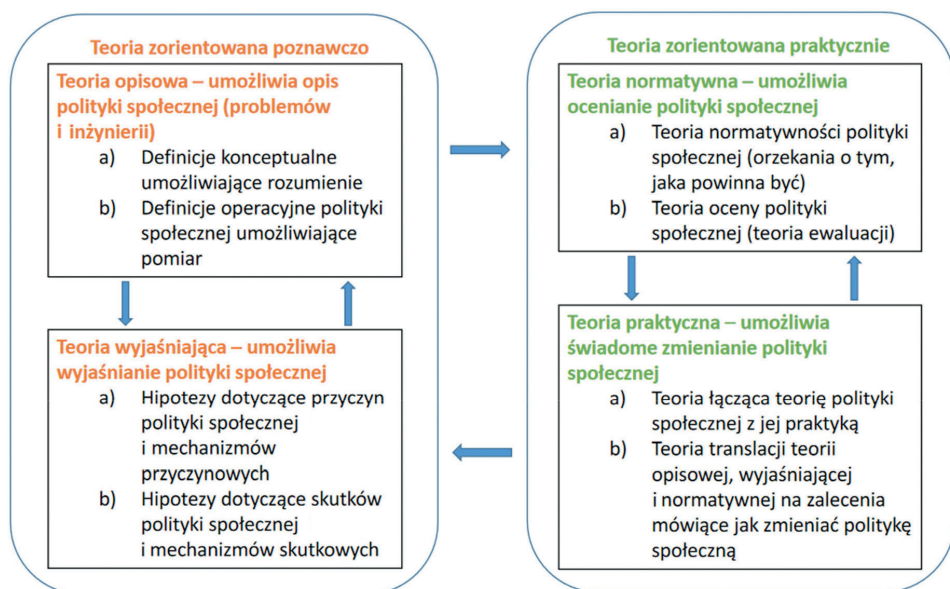 Teoria zorientowana poznawczo
Teoria opisowa – umożliwia opis
polityki społecznej (problemów
i inżynierii)
a) Definicje konceptualne
umożliwiające rozumienie
b) Definicje operacyjne polityki
społecznej umożliwiające
pomiar
Teoria wyjaśniająca – umożliwia
wyjaśnianie polityki społecznej
a) Hipotezy dotyczące przyczyn
polityki społecznej
i mechanizmów
przyczynowych
b) Hipotezy dotyczące skutków
polityki społecznej
i mechanizmów skutkowych
Teoria zorientowana praktycznie
Teoria normatywna – umożliwia
ocenianie polityki społecznej
a) Teoria normatywności polityki
społecznej (orzekania o tym,
jaka powinna być)
b) Teoria oceny polityki
społecznej (teoria ewaluacji)
Teoria praktyczna – umożliwia
świadome zmienianie polityki
społecznej
a) Teoria łącząca teorię polityki
społecznej z jej praktyką
b) Teoria translacji teorii
opisowej, wyjaśniającej
i normatywnej na zalecenia
mówiące jak zmieniać politykę
społeczną